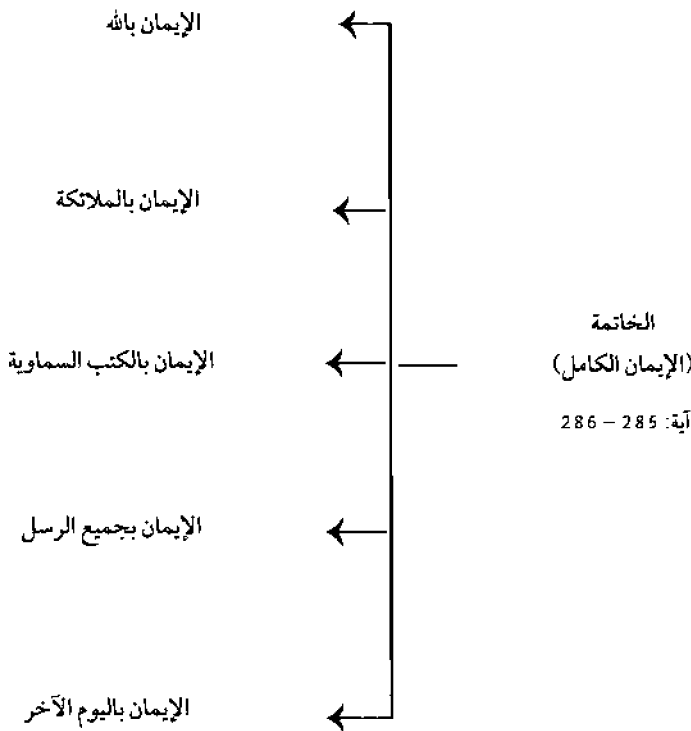 الخاتمة
(الإيمان الكامل)
آية: 285 – 286
الإيمان بالله
الإيمان بالملائكة
الإيمان بالكتب السماوية
الإيمان بجميع الرسل
الإيمان باليوم الآخر